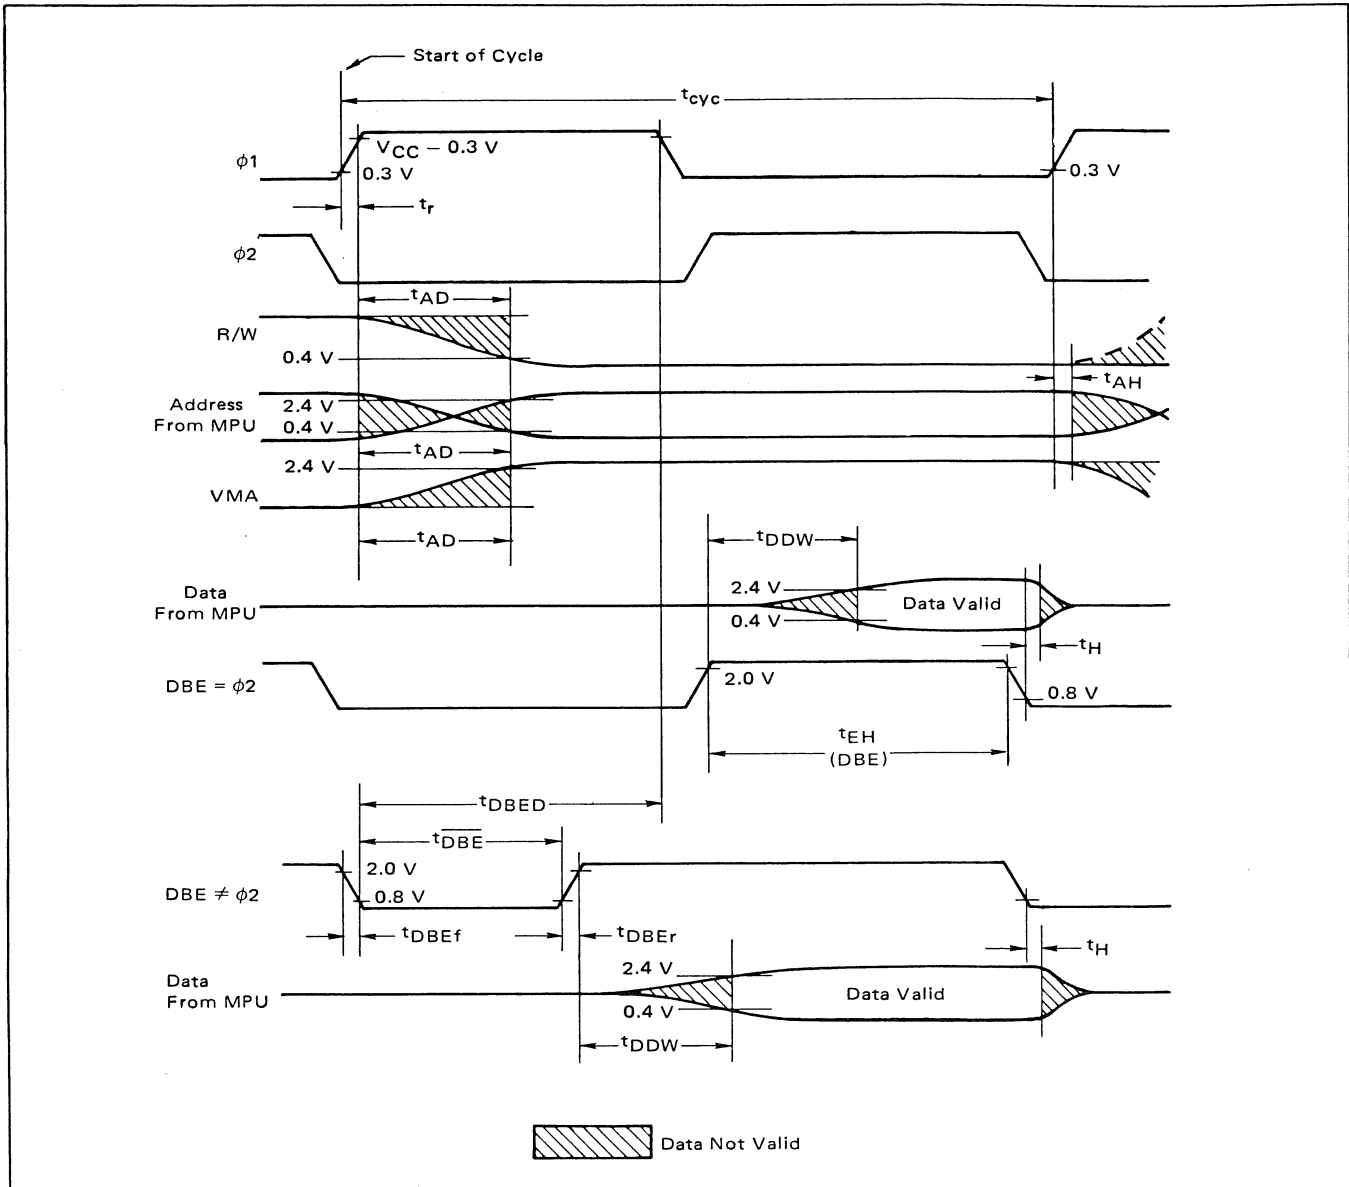 Start of Cycle
tcyc
ϕ1
VCC − 0.3 V
0.3 V
0.3 V
tr
ϕ2
tAD
R/W
0.4 V
tAH
Address
From MPU
2.4 V
0.4 V
tAD
2.4 V
VMA
tAD
tDDW
Data
From MPU
2.4 V
0.4 V
Data Valid
tH
DBE = ϕ2
2.0 V
0.8 V
tEH
(DBE)
tDBED
tD̅B̅E̅
DBE ≠ ϕ2
2.0 V
0.8 V
tDBEf
tDBEr
tH
Data
From MPU
2.4 V
0.4 V
Data Valid
tDDW
Data Not Valid